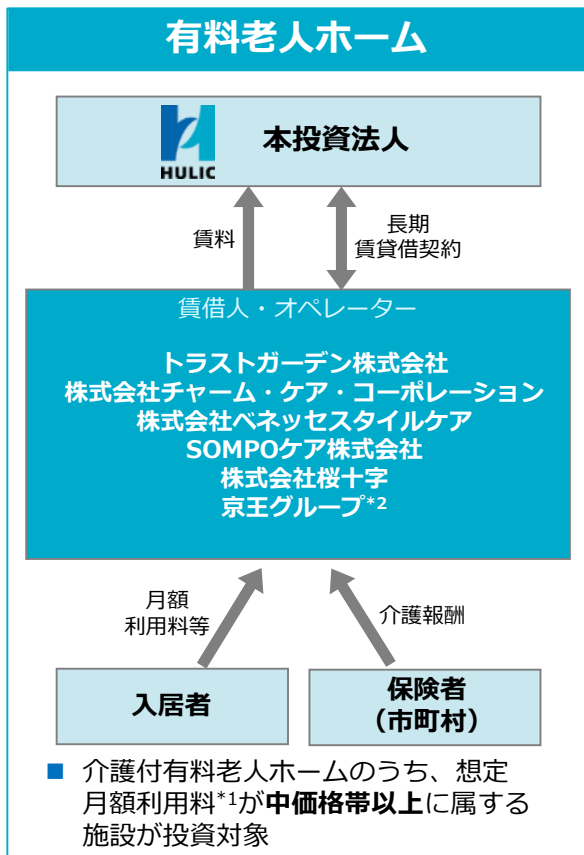 有料老人ホーム
HULIC
本投資法人
賃料
長期
賃貸借契約
賃借人・オペレーター
トラストガーデン株式会社
株式会社チャーム・ケア・コーポレーション
株式会社ベネッセスタイルケア
SOMPOケア株式会社
株式会社桜十字
京王グループ*2
月額
利用料等
介護報酬
入居者
保険者
（市町村）
■ 介護付有料老人ホームのうち、想定
月額利用料*1が中価格帯以上に属する
施設が投資対象